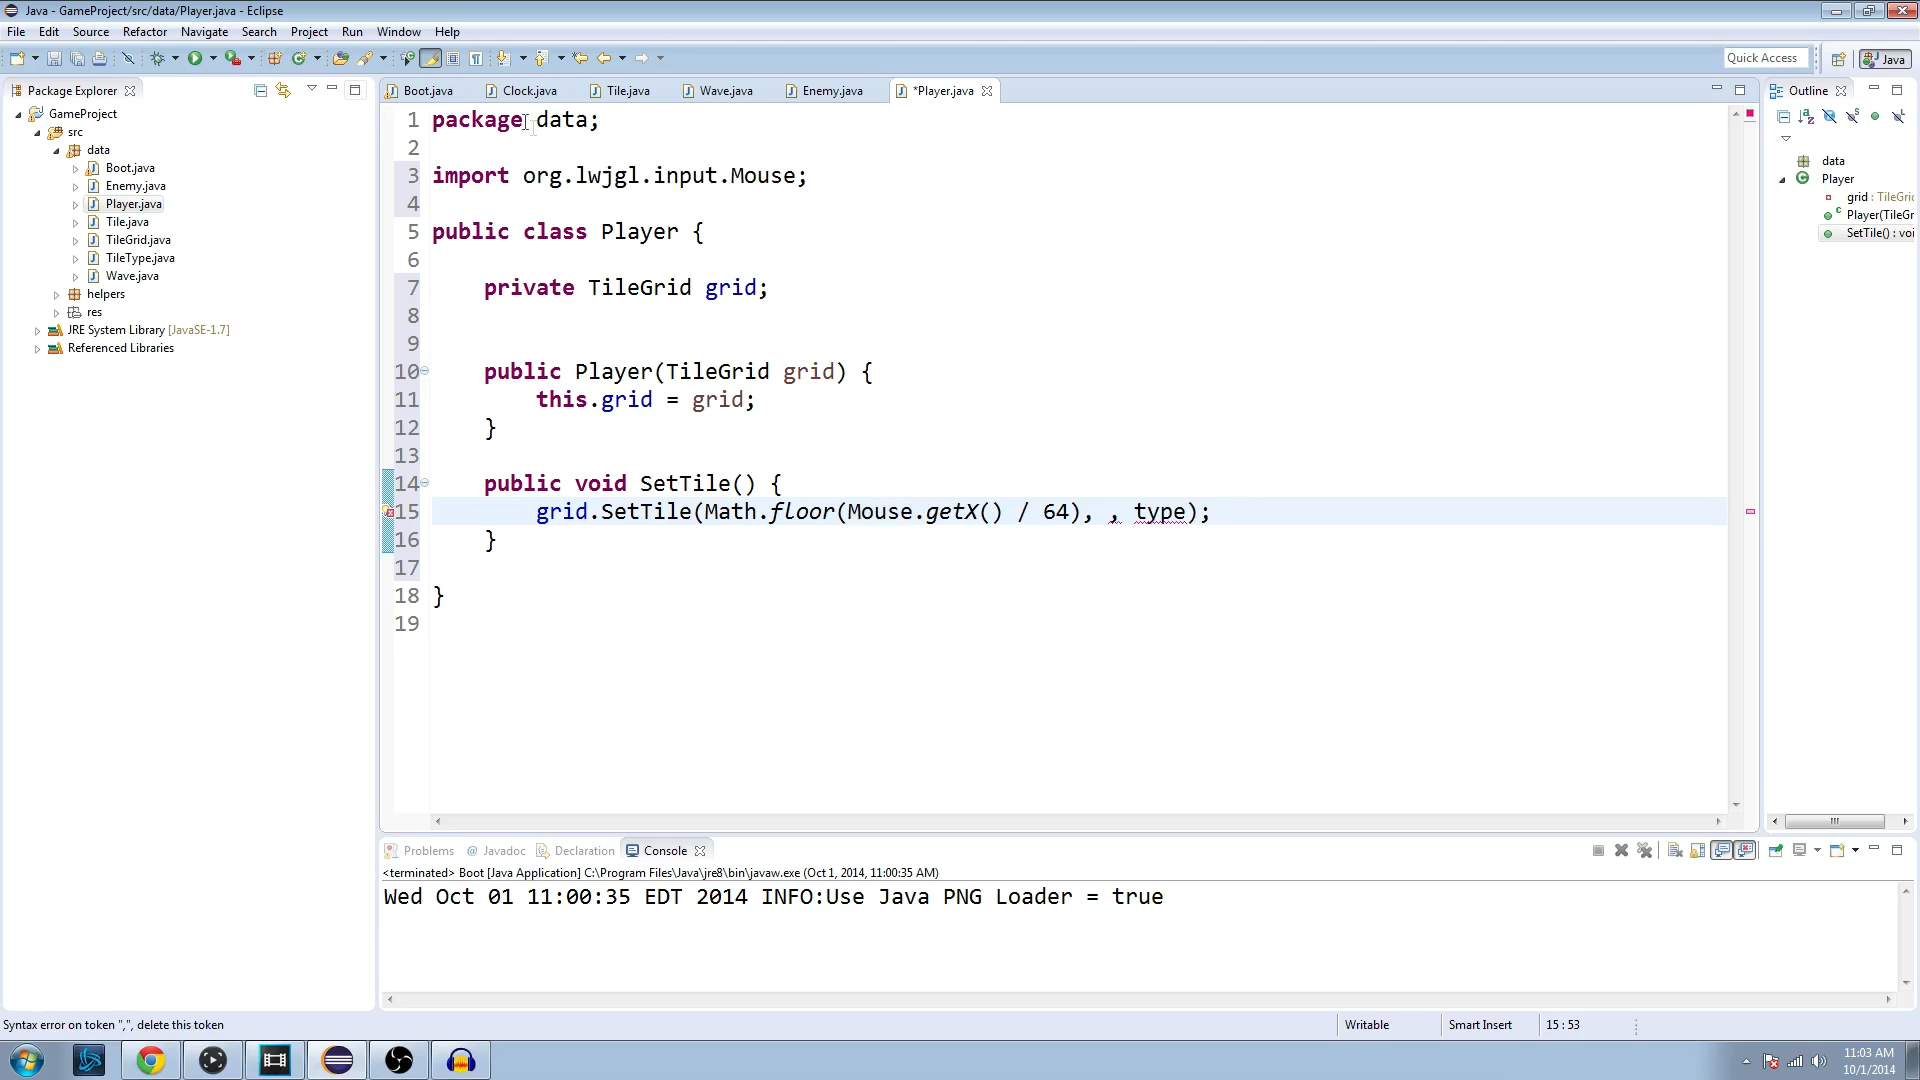 Java - GameProject/src/data/Player.java - Eclipse
File Edit Source Refactor Navigate Search Project Run Window Help
Quick Access
Java
Package Explorer
Boot.java Clock.java Tile.java Wave.java Enemy.java *Player.java
Outline
GameProject
src
data
Boot.java
Enemy.java
Player.java
Tile.java
TileGrid.java
TileType.java
Wave.java
helpers
res
JRE System Library [JavaSE-1.7]
Referenced Libraries
1 package data;
2
3 import org.lwjgl.input.Mouse;
4
5 public class Player {
6
7 private TileGrid grid;
8
9
10 public Player(TileGrid grid) {
11 this.grid = grid;
12 }
13
14 public void SetTile() {
15 grid.SetTile(Math.floor(Mouse.getX() / 64), , type);
16 }
17
18 }
19
data
Player
grid : TileGric
Player(TileGr
SetTile() : voi
Problems @ Javadoc Declaration Console
<terminated> Boot [Java Application] C:\Program Files\Java\jre8\bin\javaw.exe (Oct 1, 2014, 11:00:35 AM)
Wed Oct 01 11:00:35 EDT 2014 INFO:Use Java PNG Loader = true
Syntax error on token ",", delete this token
Writable Smart Insert 15 : 53
11:03 AM
10/1/2014